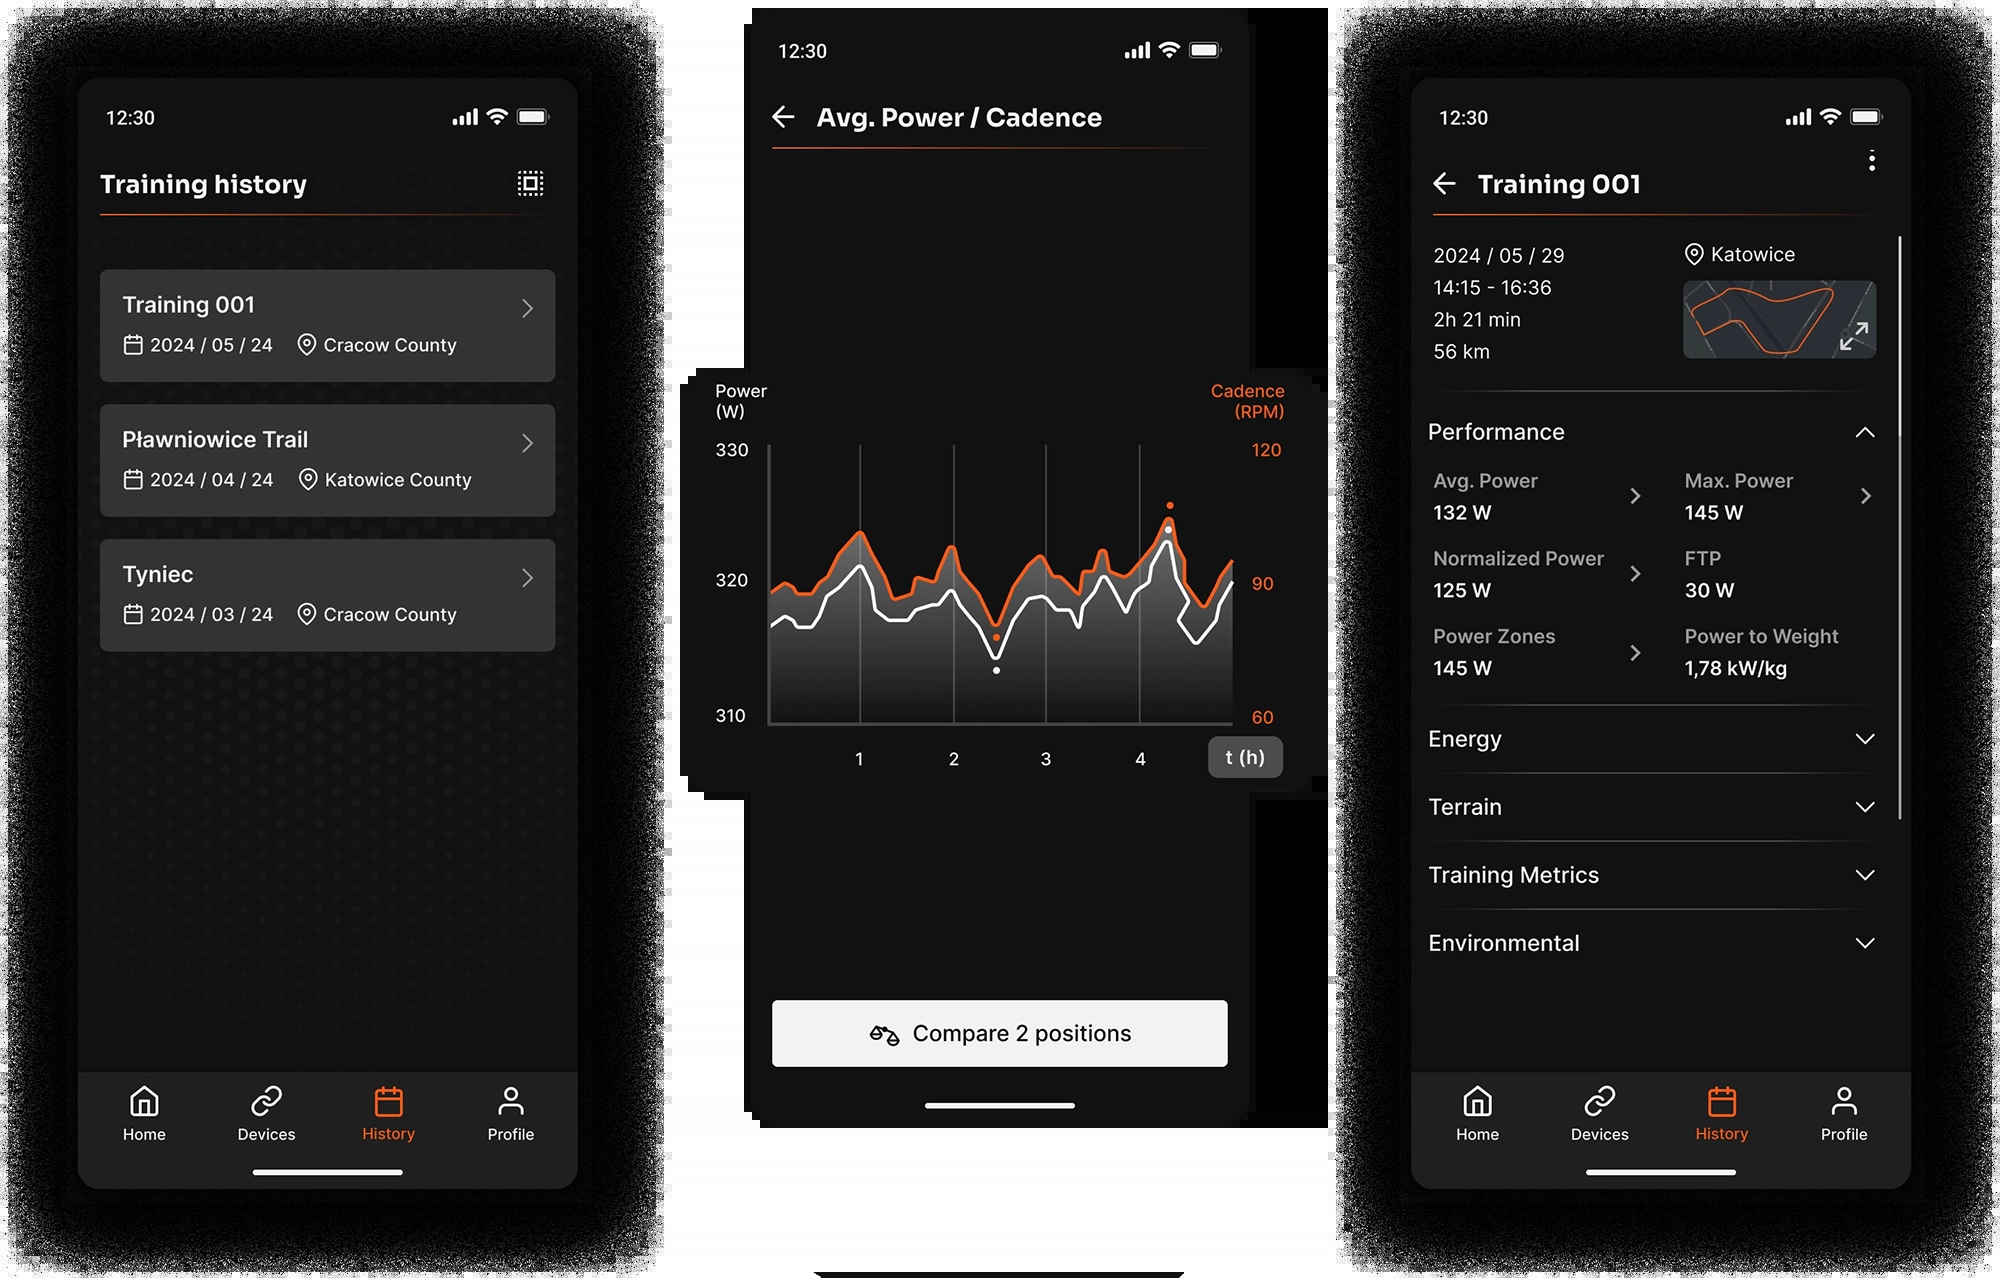 12:30
Training history
Training 001
2024 / 05 / 24 Cracow County
Pławniowice Trail
2024 / 04 / 24 Katowice County
Tyniec
2024 / 03 / 24 Cracow County
Home Devices History Profile
12:30
Avg. Power / Cadence
Power Cadence
(W) (RPM)
330 120
320 90
310 60
1 2 3 4 t (h)
Compare 2 positions
12:30
Training 001
2024 / 05 / 29 Katowice
14:15 - 16:36
2h 21 min
56 km
Performance
Avg. Power Max. Power
132 W 145 W
Normalized Power FTP
125 W 30 W
Power Zones Power to Weight
145 W 1,78 kW/kg
Energy
Terrain
Training Metrics
Environmental
Home Devices History Profile